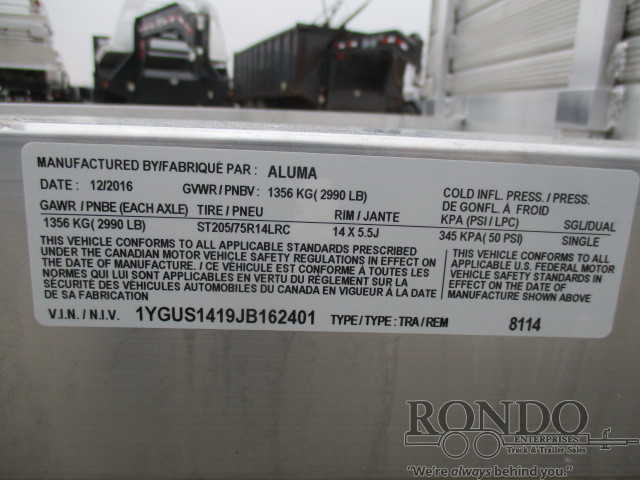 MANUFACTURED BY/FABRIQUÉ PAR : ALUMA
DATE : 12/2016 GVWR / PNBV : 1356 KG( 2990 LB)
COLD INFL. PRESS. / PRESS. DE GONFL. À FROID
GAWR / PNBE (EACH AXLE) TIRE / PNEU RIM / JANTE KPA (PSI / LPC) SGL/DUAL
1356 KG( 2990 LB) ST205/75R14LRC 14 X 5.5J 345 KPA( 50 PSI) SINGLE
THIS VEHICLE CONFORMS TO ALL APPLICABLE STANDARDS PRESCRIBED
UNDER THE CANADIAN MOTOR VEHICLE SAFETY REGULATIONS IN EFFECT ON
THE DATE OF MANUFACTURE. / CE VÉHICULE EST CONFORME À TOUTES LES
NORMES QUI LUI SONT APPLICABLES EN VERTU DU RÈGLEMENT SUR LA
SÉCURITÉ DES VÉHICULES AUTOMOBILES DU CANADA EN VIGUEUR À LA DATE
DE SA FABRICATION
THIS VEHICLE CONFORMS TO ALL
APPLICABLE U.S. FEDERAL MOTOR
VEHICLE SAFETY STANDARDS
IN EFFECT ON THE DATE OF
MANUFACTURE SHOWN ABOVE
V.I.N. / N.I.V. 1YGUS1419JB162401 TYPE / TYPE : TRA / REM 8114
RONDO
ENTERPRISES
Truck & Trailer Sales
"We're always behind you."